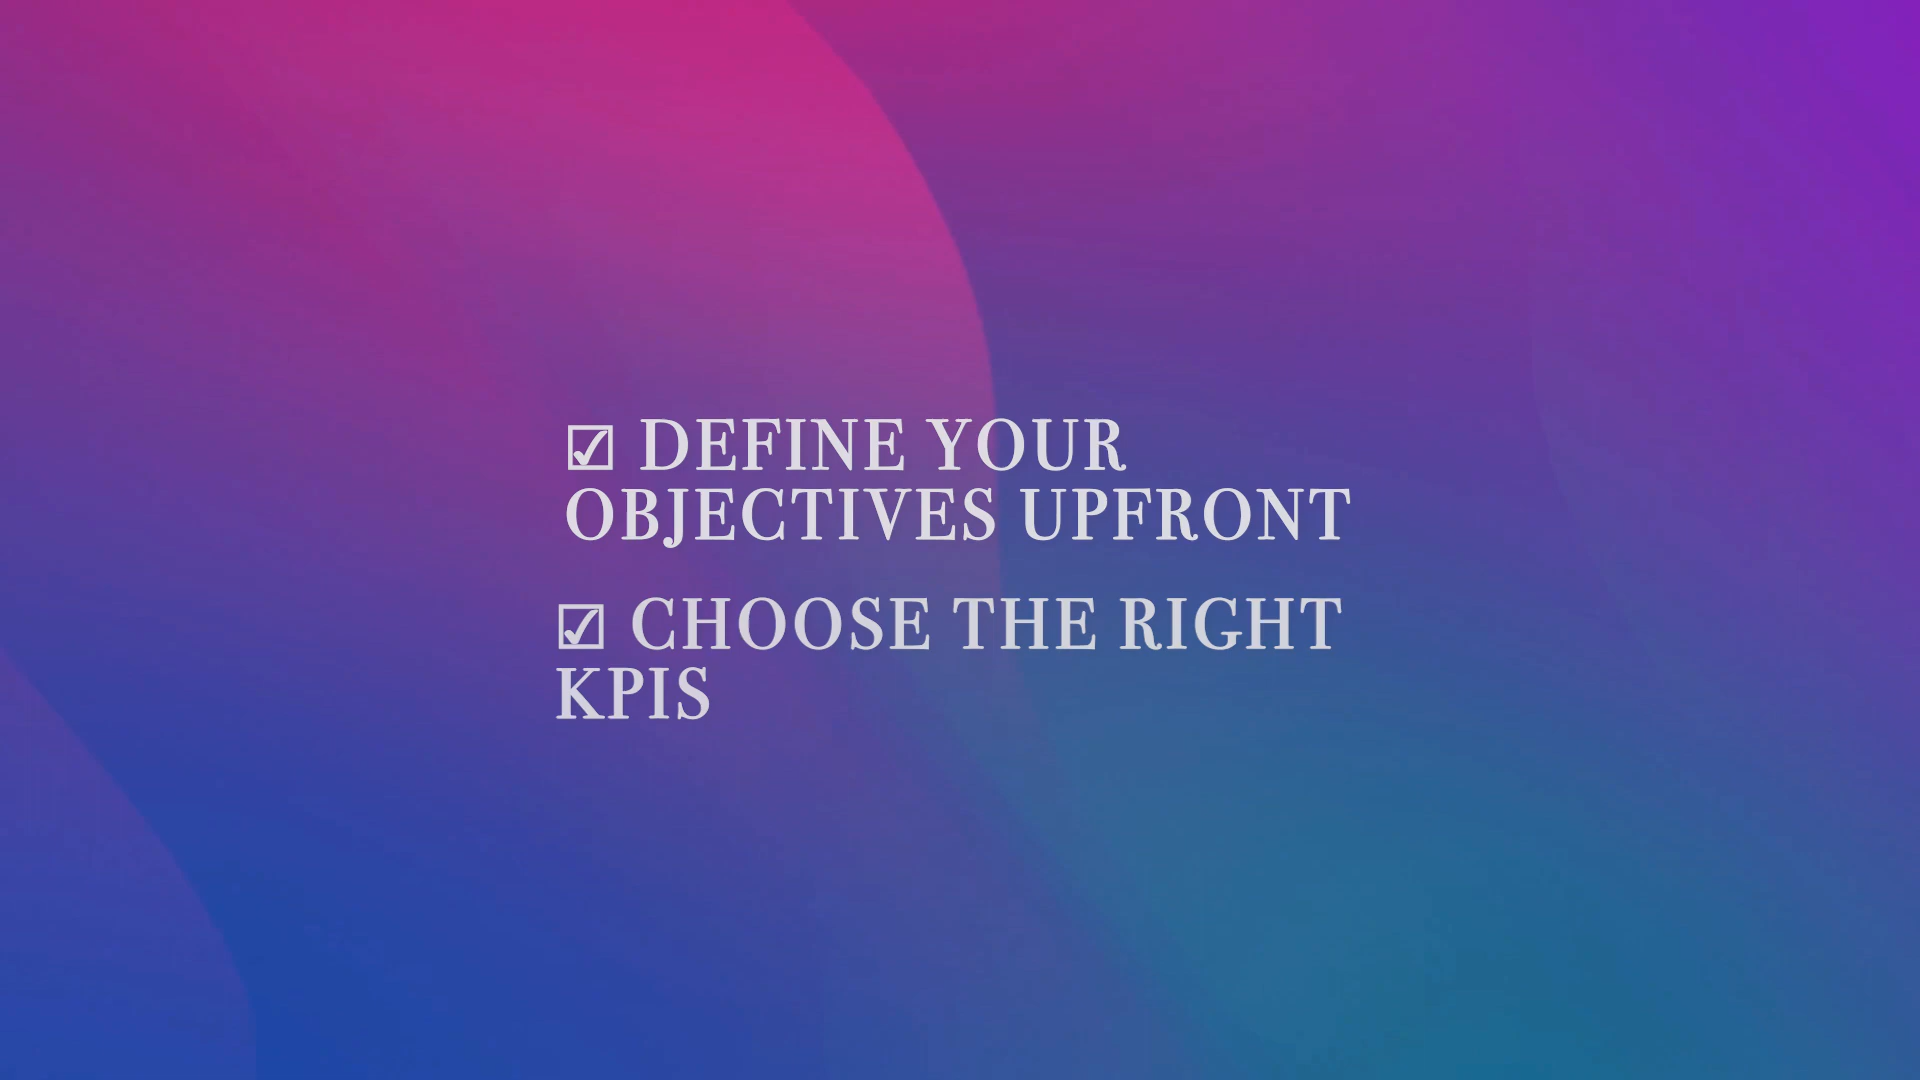 ☑ DEFINE YOUR
OBJECTIVES UPFRONT
☑ CHOOSE THE RIGHT
KPIS